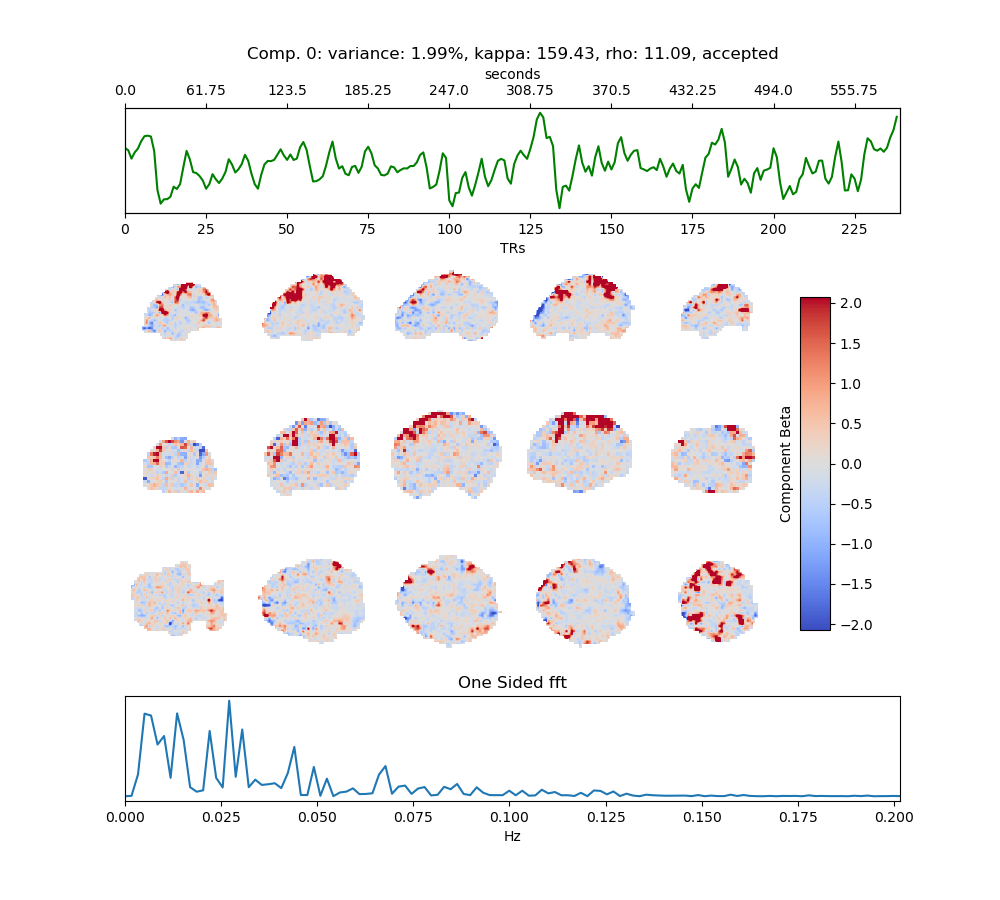 Comp. 0: variance: 1.99%, kappa: 159.43, rho: 11.09, accepted
seconds
0.0 61.75 123.5 185.25 247.0 308.75 370.5 432.25 494.0 555.75
0 25 50 75 100 125 150 175 200 225
TRs
2.0
1.5
1.0
0.5
0.0
−0.5
−1.0
−1.5
−2.0
Component Beta
One Sided fft
0.000 0.025 0.050 0.075 0.100 0.125 0.150 0.175 0.200
Hz